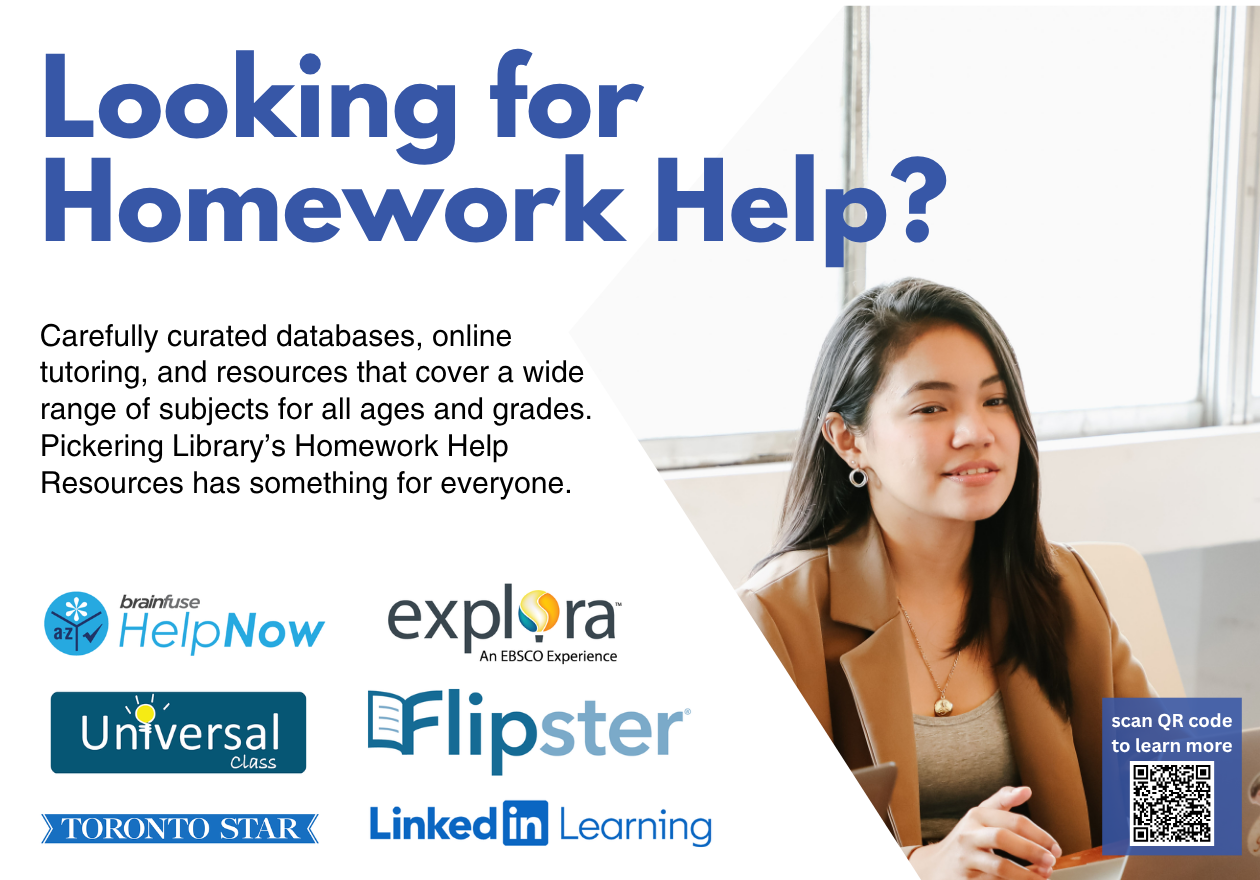 Looking for
Homework Help?
Carefully curated databases, online
tutoring, and resources that cover a wide
range of subjects for all ages and grades.
Pickering Library’s Homework Help
Resources has something for everyone.
a-z
brainfuse
HelpNow
explora™
An EBSCO Experience
Universal
Class
Flipster®
TORONTO STAR
Linked in Learning
scan QR code
to learn more